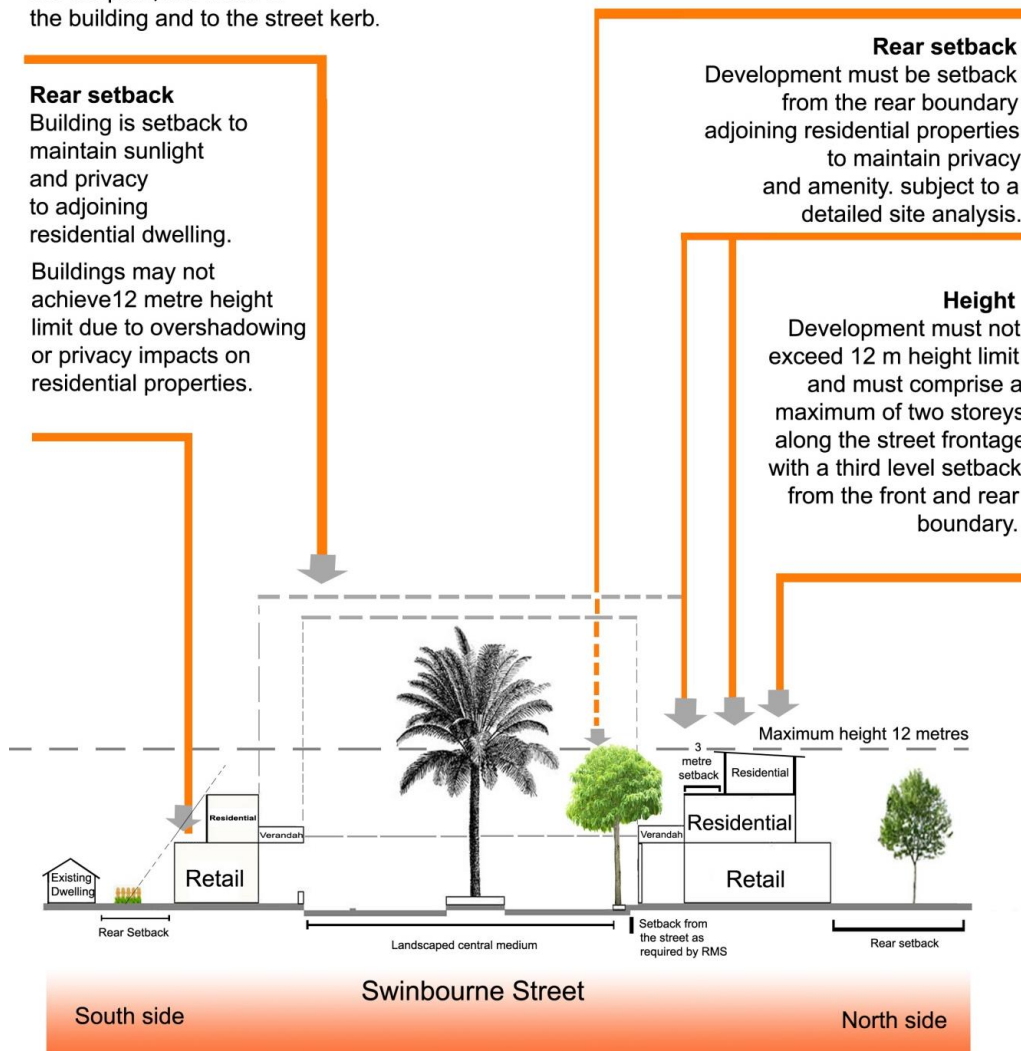 the building and to the street kerb.
Rear setback
Building is setback to
maintain sunlight
and privacy
to adjoining
residential dwelling.
Buildings may not
achieve12 metre height
limit due to overshadowing
or privacy impacts on
residential properties.
Rear setback
Development must be setback
from the rear boundary
adjoining residential properties
to maintain privacy
and amenity. subject to a
detailed site analysis.
Height
Development must not
exceed 12 m height limit
and must comprise a
maximum of two storeys
along the street frontage
with a third level setback
from the front and rear
boundary.
Maximum height 12 metres
3
metre
setback
Residential
Residential
Verandah
Residential
Verandah
Retail
Retail
Existing
Dwelling
Rear Setback
Landscaped central medium
Setback from
the street as
required by RMS
Rear setback
Swinbourne Street
South side
North side